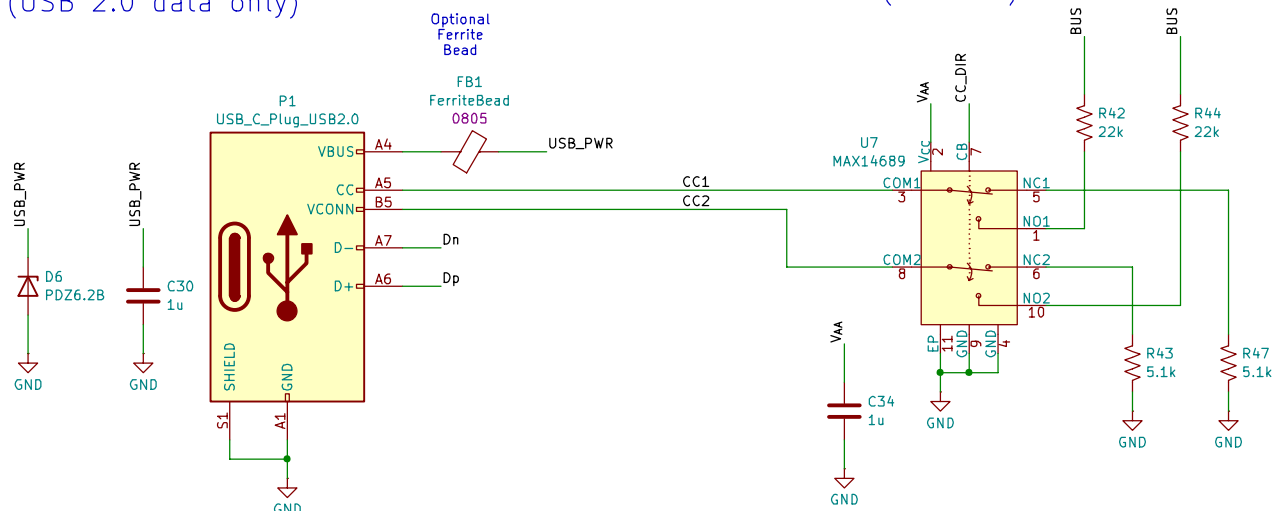 (USB 2.0 data only)
Optional
Ferrite
Bead
FB1
FerriteBead
0805
P1
USB_C_Plug_USB2.0
VBUS
A4
USB_PWR
CC
A5
CC1
VCONN
B5
CC2
D-
A7
Dn
D+
A6
Dp
SHIELD
GND
S1
A1
GND
USB_PWR
D6
PDZ6.2B
GND
USB_PWR
C30
1u
GND
VAA
CC_DIR
U7
MAX14689
VCC
2
CB
7
COM1
3
NC1
5
NO1
1
COM2
8
NC2
6
NO2
10
EP
11
GND
9
GND
4
GND
BUS
R42
22k
BUS
R44
22k
R43
5.1k
GND
R47
5.1k
GND
VAA
C34
1u
GND